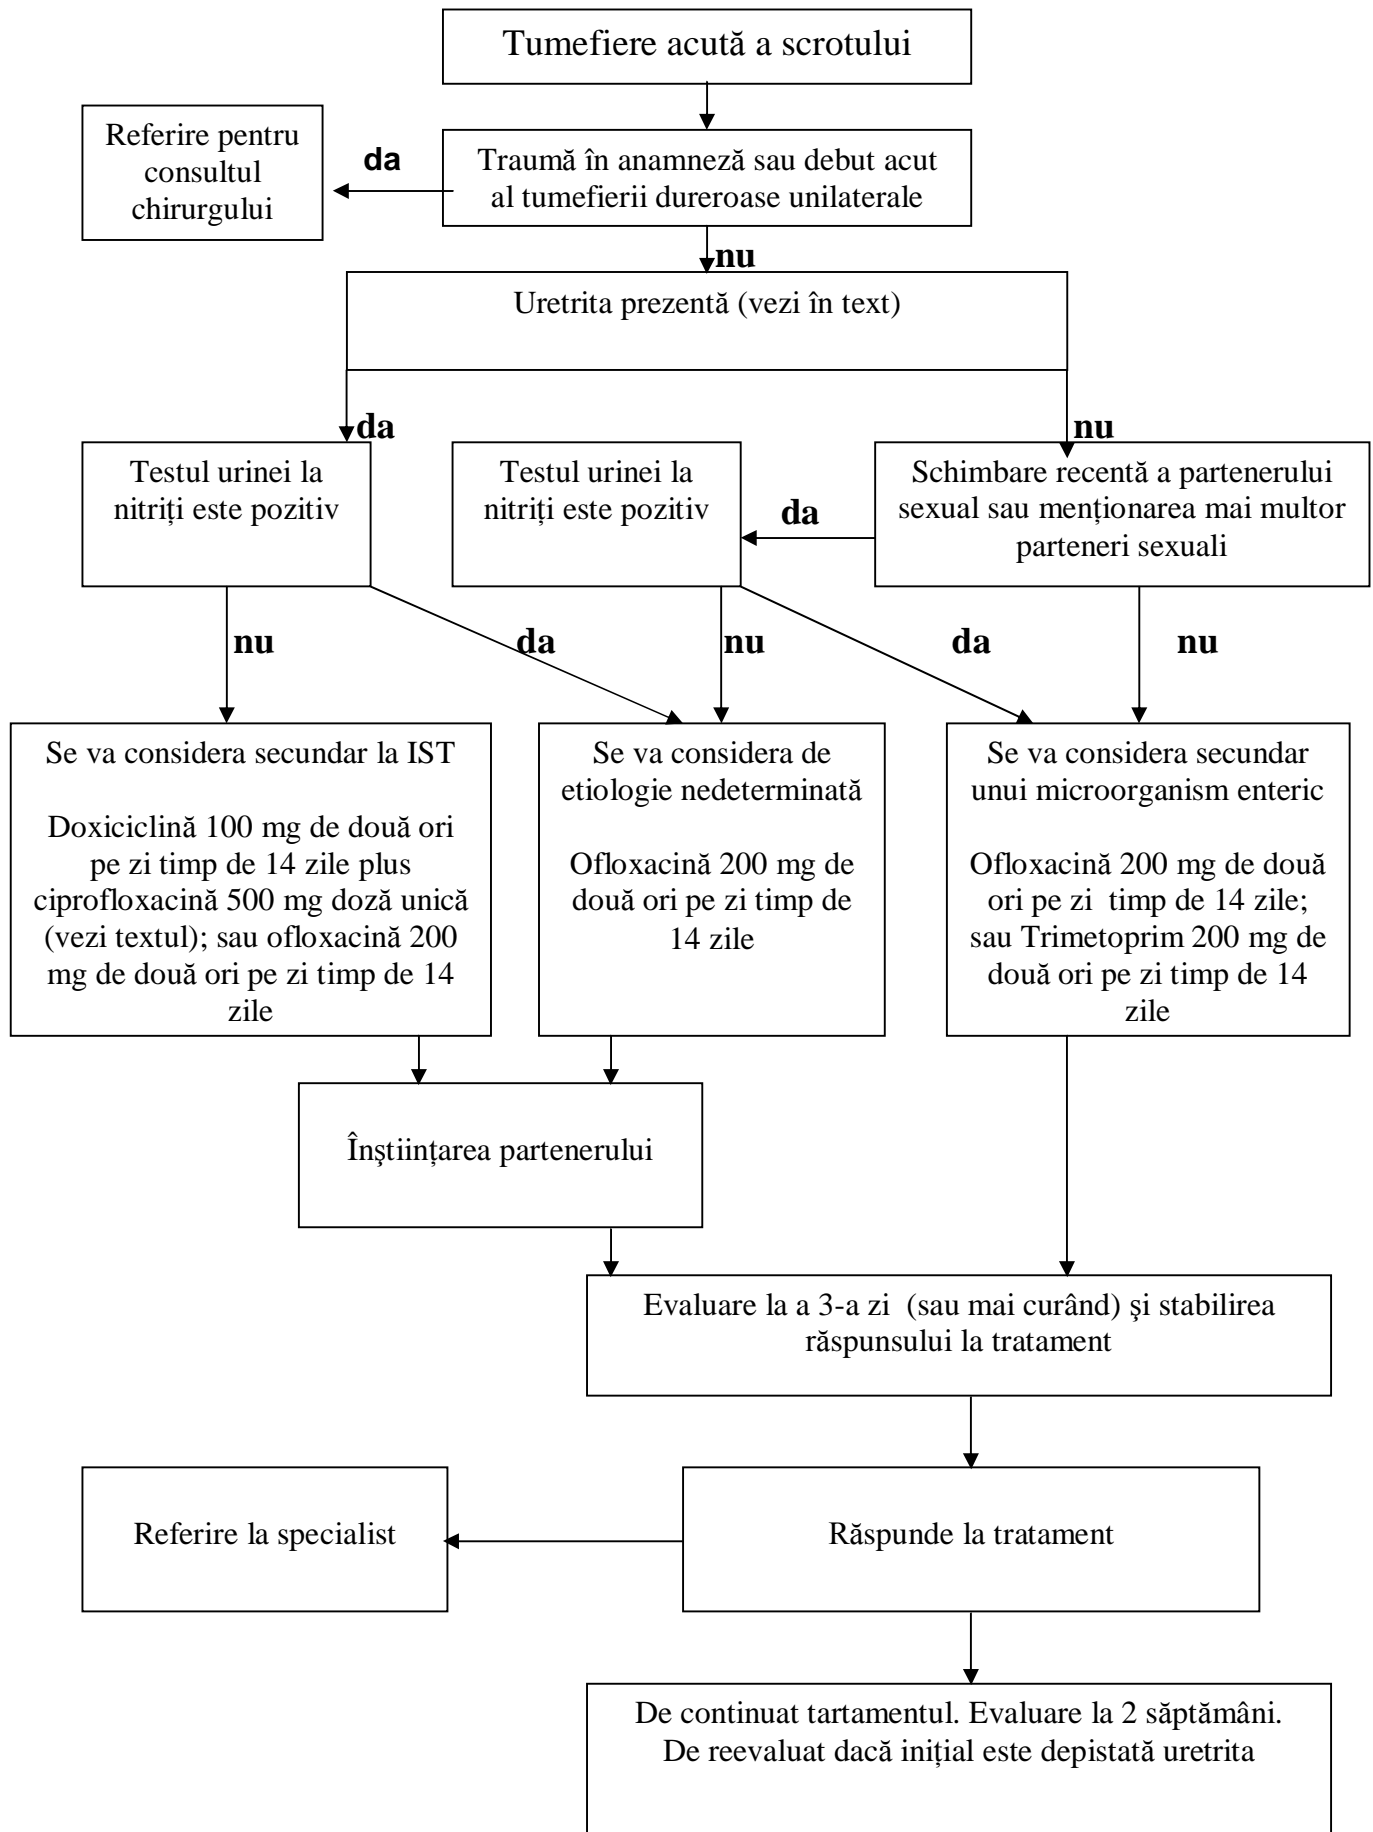 Tumefiere acută a scrotului
Referire pentru
consultul
chirurgului
da
Traumă în anamneză sau debut acut
al tumefierii dureroase unilaterale
nu
Uretrita prezentă (vezi în text)
da
nu
Testul urinei la
nitriți este pozitiv
Testul urinei la
nitriți este pozitiv
da
Schimbare recentă a partenerului
sexual sau menționarea mai multor
parteneri sexuali
nu
da
nu
da
nu
Se va considera secundar la IST
Doxiciclină 100 mg de două ori
pe zi timp de 14 zile plus
ciprofloxacină 500 mg doză unică
(vezi textul); sau ofloxacină 200
mg de două ori pe zi timp de 14
zile
Se va considera de
etiologie nedeterminată
Ofloxacină 200 mg de
două ori pe zi timp de
14 zile
Se va considera secundar
unui microorganism enteric
Ofloxacină 200 mg de două
ori pe zi  timp de 14 zile;
sau Trimetoprim 200 mg de
două ori pe zi timp de 14
zile
Înştiințarea partenerului
Evaluare la a 3-a zi  (sau mai curând) şi stabilirea
răspunsului la tratament
Referire la specialist
Răspunde la tratament
De continuat tartamentul. Evaluare la 2 săptămâni.
De reevaluat dacă inițial este depistată uretrita